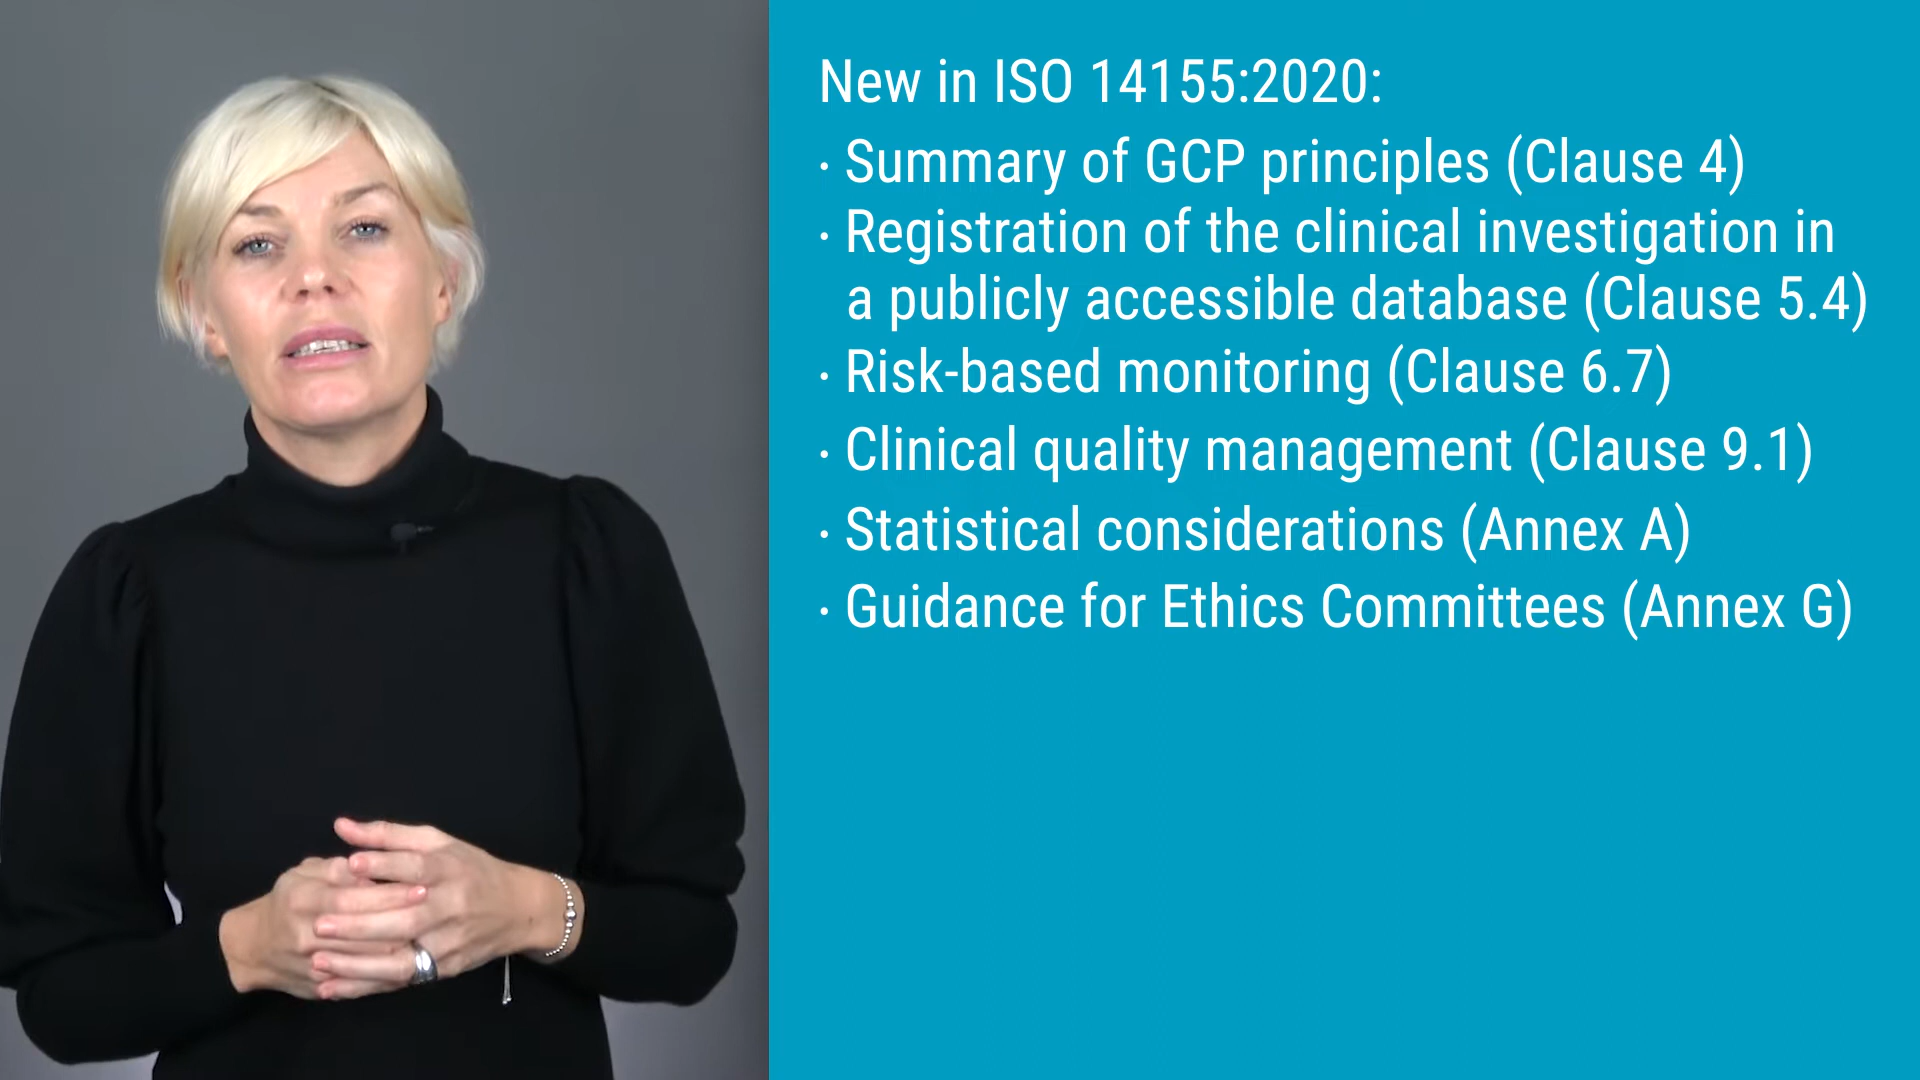 New in ISO 14155:2020:
· Summary of GCP principles (Clause 4)
· Registration of the clinical investigation in
a publicly accessible database (Clause 5.4)
· Risk-based monitoring (Clause 6.7)
· Clinical quality management (Clause 9.1)
· Statistical considerations (Annex A)
· Guidance for Ethics Committees (Annex G)